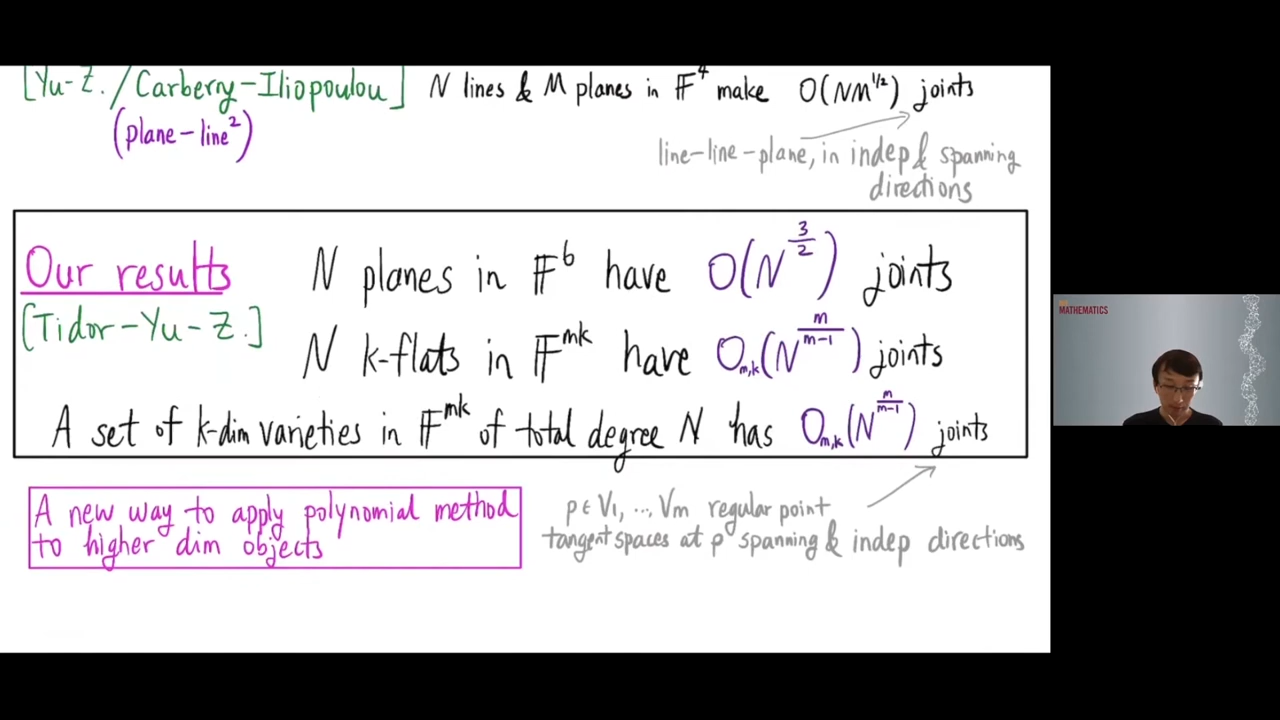 [Yu-Z. / Carbery-Iliopoulou] N lines & M planes in 𝔽⁴ make O(NM^{1/2}) joints
(plane-line²)
line-line-plane, in indep & spanning
directions
Our results N planes in 𝔽⁶ have O(N^{3/2}) joints
[Tidor-Yu-Z.]
N k-flats in 𝔽^{mk} have O_{m,k}(N^{m/(m-1)}) joints
A set of k-dim varieties in 𝔽^{mk} of total degree N has O_{m,k}(N^{m/(m-1)}) joints
A new way to apply polynomial method
to higher dim objects
p ∈ V₁, ..., Vm regular point
tangent spaces at p spanning & indep directions
MATHEMATICS